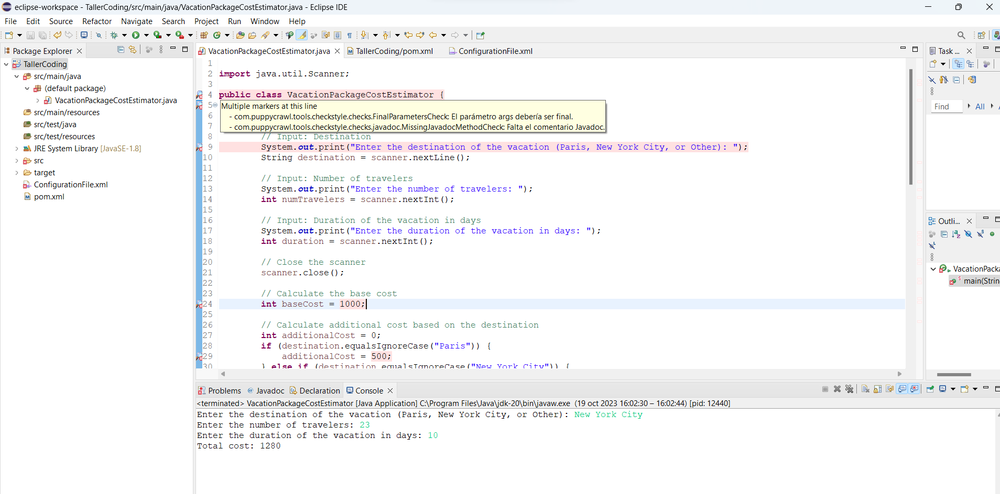 eclipse-workspace - TallerCoding/src/main/java/VacationPackageCostEstimator.java - Eclipse IDE
File Edit Source Refactor Navigate Search Project Run Window Help
Package Explorer
TallerCoding
src/main/java
(default package)
VacationPackageCostEstimator.java
src/main/resources
src/test/java
src/test/resources
JRE System Library [JavaSE-1.8]
src
target
ConfigurationFile.xml
pom.xml
VacationPackageCostEstimator.java TallerCoding/pom.xml ConfigurationFile.xml
1
2 import java.util.Scanner;
3
4 public class VacationPackageCostEstimator {
5 Multiple markers at this line
6 - com.puppycrawl.tools.checkstyle.checks.FinalParametersCheck: El parámetro args debería ser final.
7 - com.puppycrawl.tools.checkstyle.checks.javadoc.MissingJavadocMethodCheck: Falta el comentario Javadoc.
8 // Input: Destination
9 System.out.print("Enter the destination of the vacation (Paris, New York City, or Other): ");
10 String destination = scanner.nextLine();
11
12 // Input: Number of travelers
13 System.out.print("Enter the number of travelers: ");
14 int numTravelers = scanner.nextInt();
15
16 // Input: Duration of the vacation in days
17 System.out.print("Enter the duration of the vacation in days: ");
18 int duration = scanner.nextInt();
19
20 // Close the scanner
21 scanner.close();
22
23 // Calculate the base cost
24 int baseCost = 1000;
25
26 // Calculate additional cost based on the destination
27 int additionalCost = 0;
28 if (destination.equalsIgnoreCase("Paris")) {
29 additionalCost = 500;
30 } else if (destination.equalsIgnoreCase("New York City")) {
Task ...
Find All
Outli...
VacationPack
main(Strin
Problems Javadoc Declaration Console
<terminated> VacationPackageCostEstimator [Java Application] C:\Program Files\Java\jdk-20\bin\javaw.exe (19 oct 2023 16:02:30 – 16:02:44) [pid: 12440]
Enter the destination of the vacation (Paris, New York City, or Other): New York City
Enter the number of travelers: 23
Enter the duration of the vacation in days: 10
Total cost: 1280